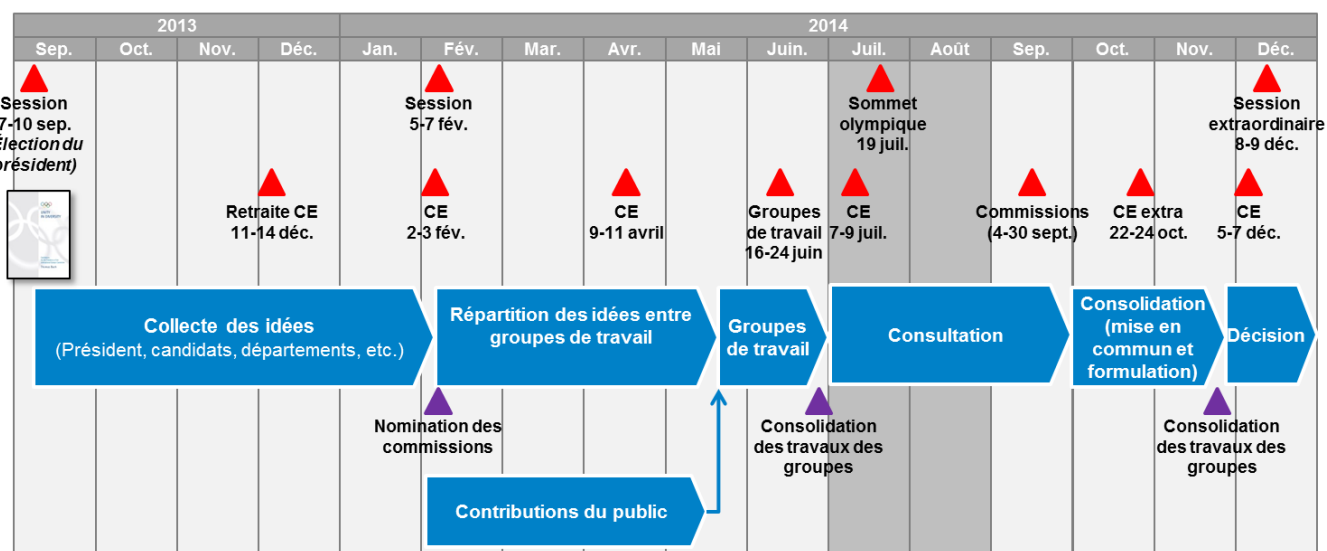 2013
2014
Sep. Oct. Nov. Déc. Jan. Fév. Mar. Avr. Mai Juin. Juil. Août Sep. Oct. Nov. Déc.
Session
7-10 sep.
(Élection du
président)
Session
5-7 fév.
Sommet
olympique
19 juil.
Session
extraordinaire
8-9 déc.
Retraite CE
11-14 déc.
CE
2-3 fév.
CE
9-11 avril
Groupes
de travail
16-24 juin
CE
7-9 juil.
Commissions
(4-30 sept.)
CE extra
22-24 oct.
CE
5-7 déc.
Collecte des idées
(Président, candidats, départements, etc.)
Répartition des idées entre
groupes de travail
Groupes
de travail
Consultation
Consolidation
(mise en
commun et
formulation)
Décision
Nomination des
commissions
Consolidation
des travaux des
groupes
Consolidation
des travaux des
groupes
Contributions du public